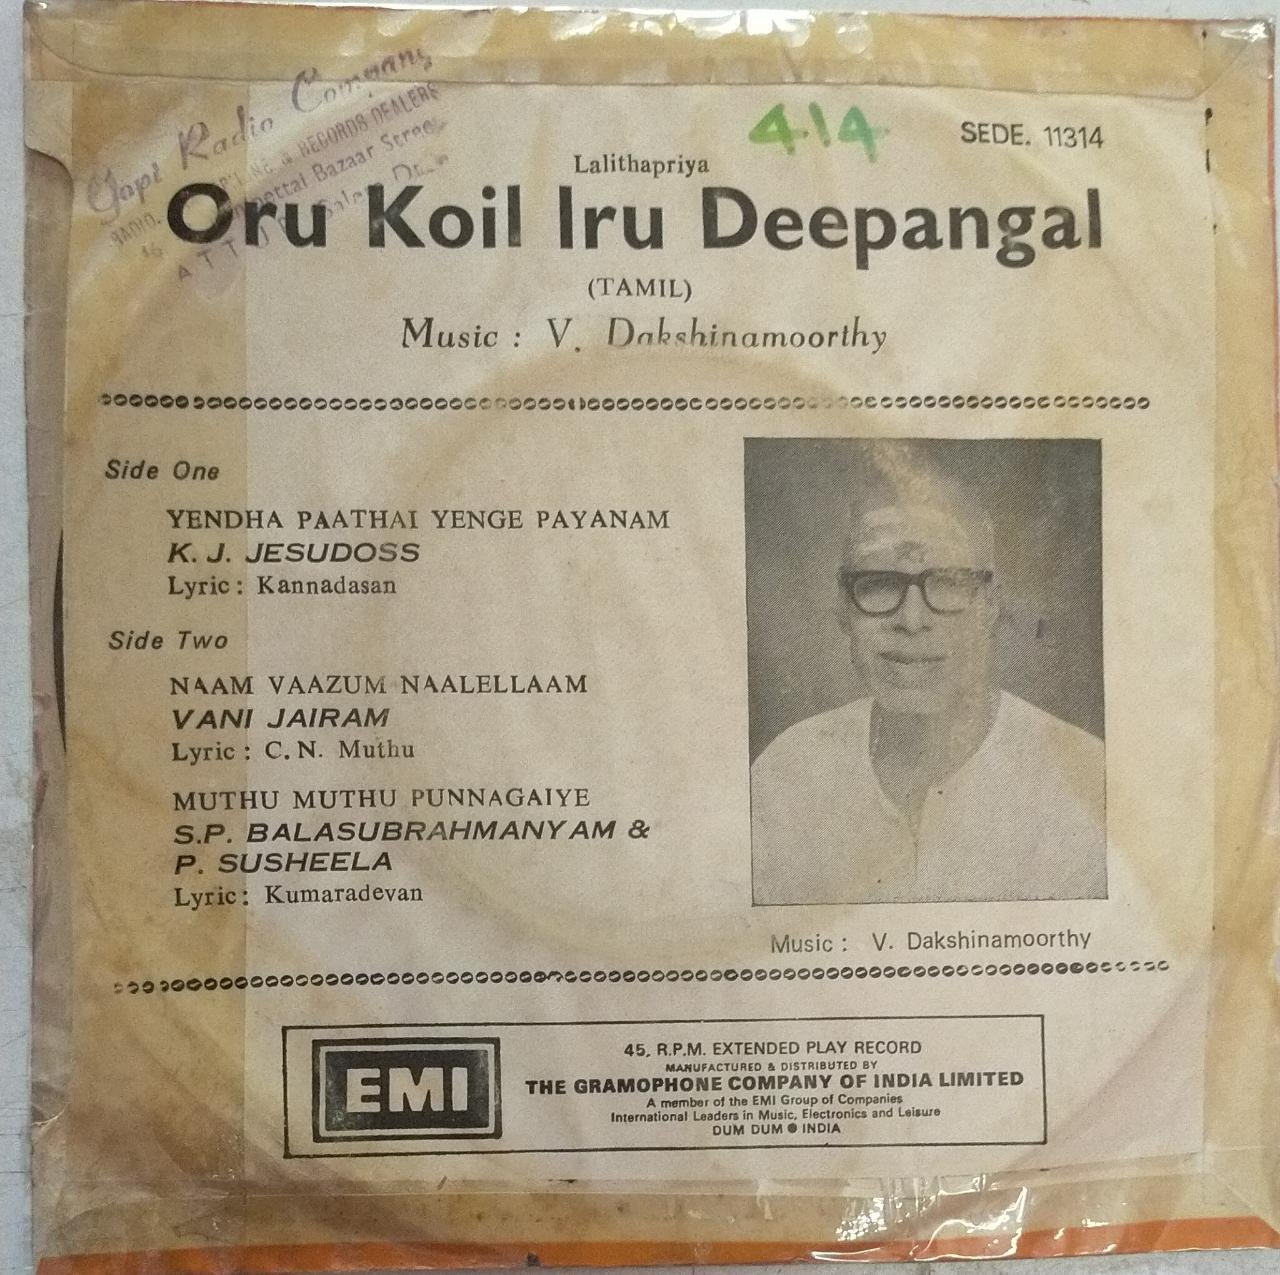 Gopi Radio Company
& RECORDS DEALERS
Bazaar Street
414
SEDE. 11314
Lalithapriya
Oru Koil Iru Deepangal
(TAMIL)
Music : V. Dakshinamoorthy
Side One
YENDHA PAATHAI YENGE PAYANAM
K. J. JESUDOSS
Lyric : Kannadasan
Side Two
NAAM VAAZUM NAALELLAAM
VANI JAIRAM
Lyric : C. N. Muthu
MUTHU MUTHU PUNNAGAIYE
S.P. BALASUBRAHMANYAM &
P. SUSHEELA
Lyric : Kumaradevan
Music : V. Dakshinamoorthy
EMI
45, R.P.M. EXTENDED PLAY RECORD
MANUFACTURED & DISTRIBUTED BY
THE GRAMOPHONE COMPANY OF INDIA LIMITED
A member of the EMI Group of Companies
International Leaders in Music, Electronics and Leisure
DUM DUM ● INDIA